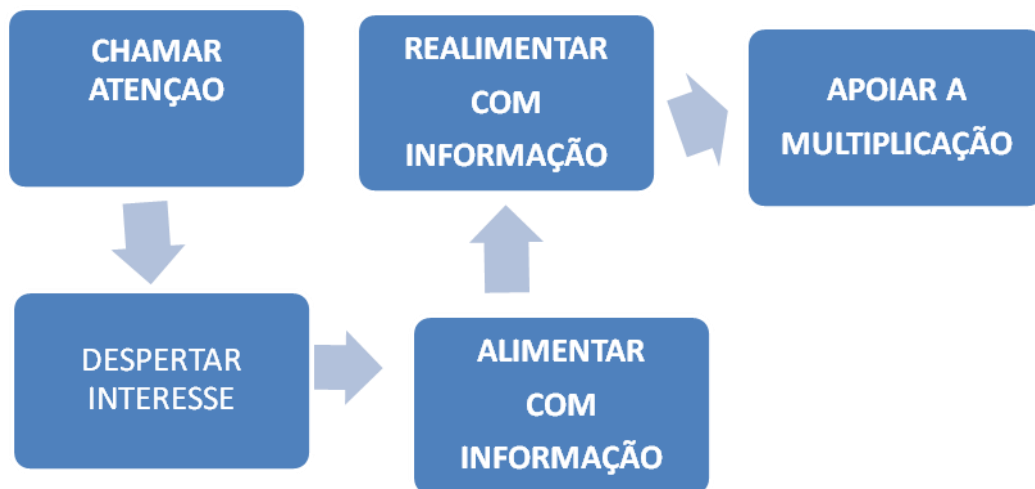 CHAMAR
ATENÇAO
DESPERTAR
INTERESSE
ALIMENTAR
COM
INFORMAÇÃO
REALIMENTAR
COM
INFORMAÇÃO
APOIAR A
MULTIPLICAÇÃO